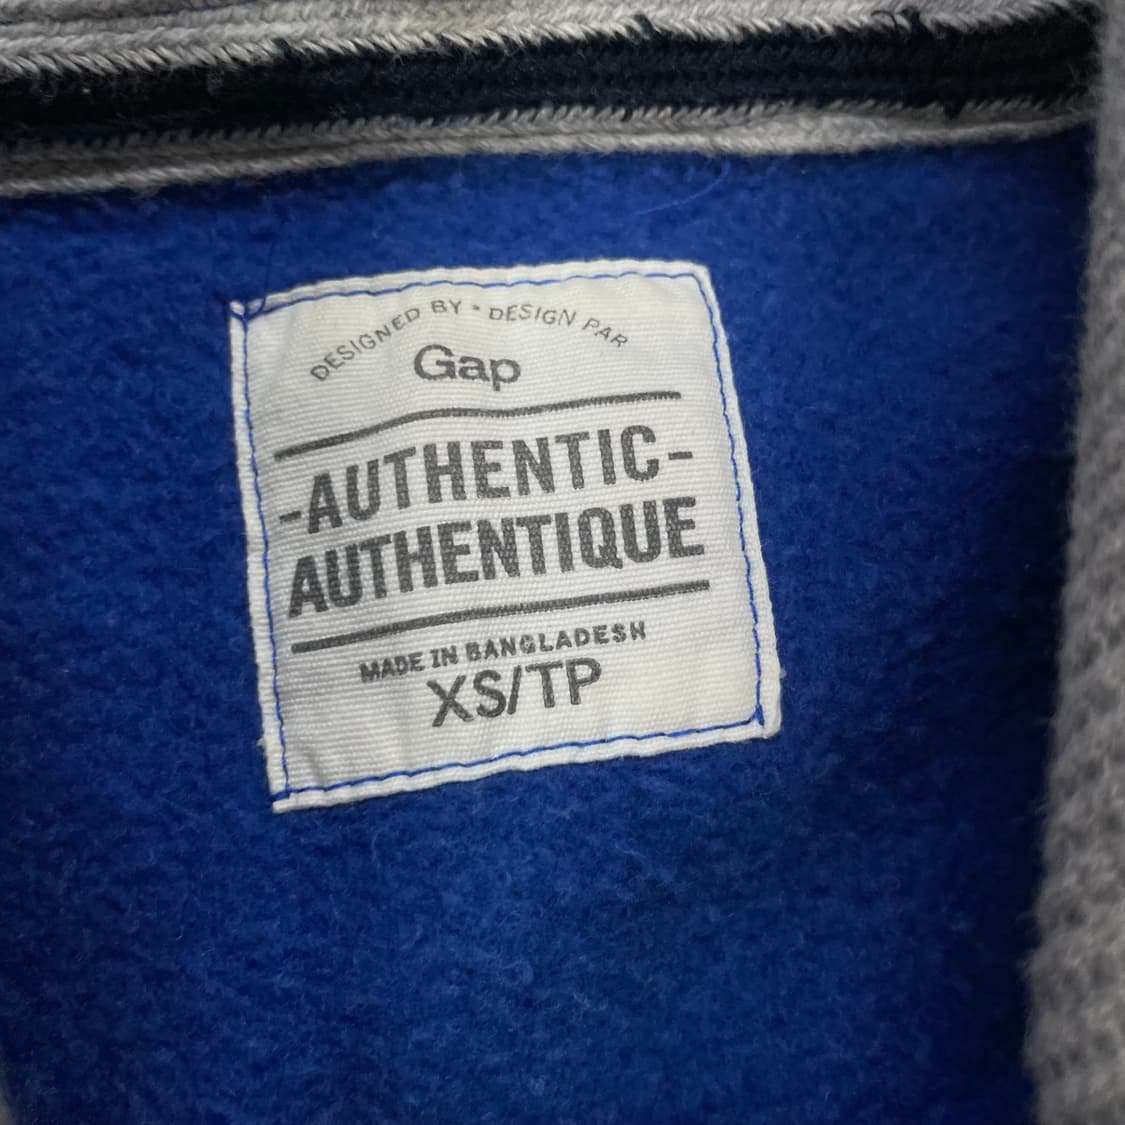 DESIGNED BY • DESIGN PAR
Gap
-AUTHENTIC-
AUTHENTIQUE
MADE IN BANGLADESH
XS/TP